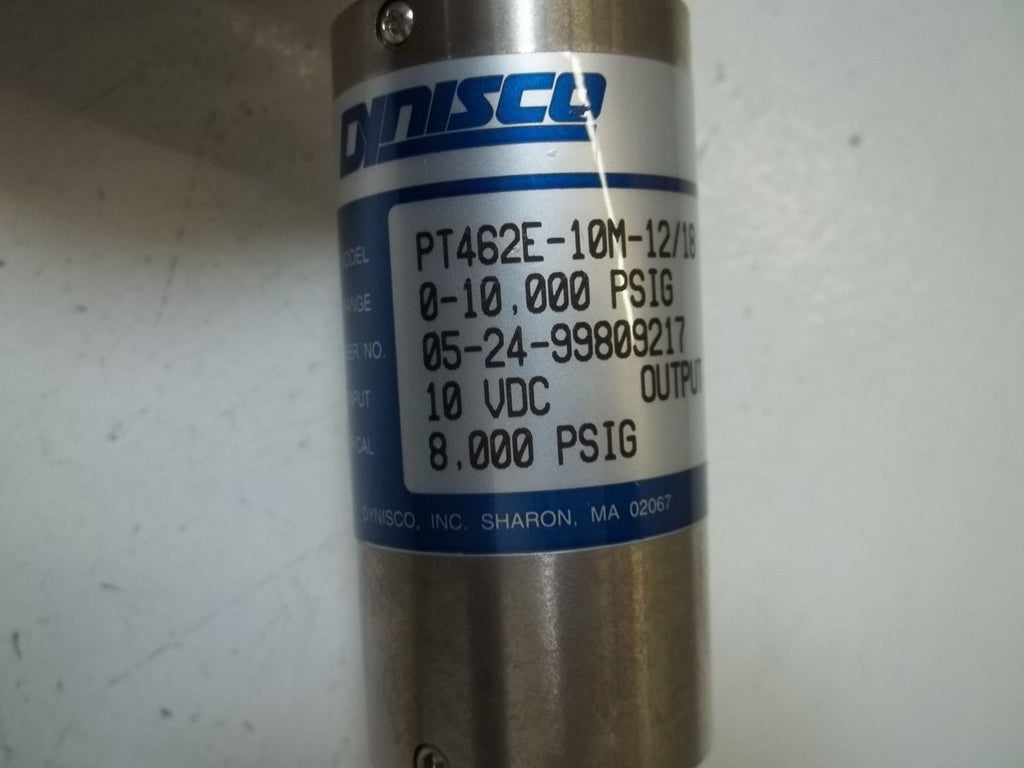 DYNISCO
PT462E-10M-12/18
0-10,000 PSIG
05-24-99809217
10 VDC OUTPUT
8,000 PSIG
DYNISCO, INC. SHARON, MA 02067